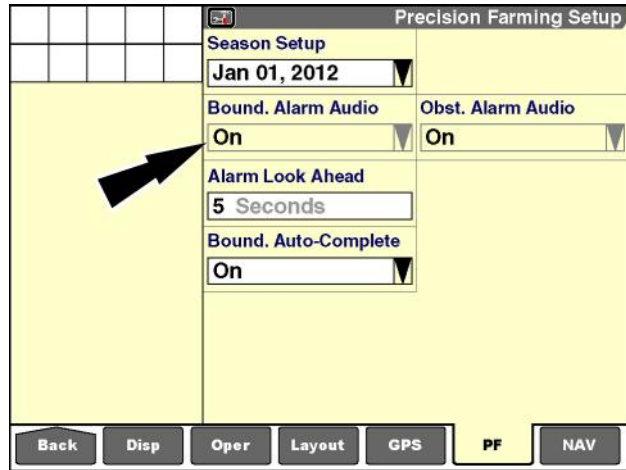 Precision Farming Setup
Season Setup
Jan 01, 2012
Bound. Alarm Audio
Obst. Alarm Audio
On
On
Alarm Look Ahead
5 Seconds
Bound. Auto-Complete
On
Back
Disp
Oper
Layout
GPS
PF
NAV